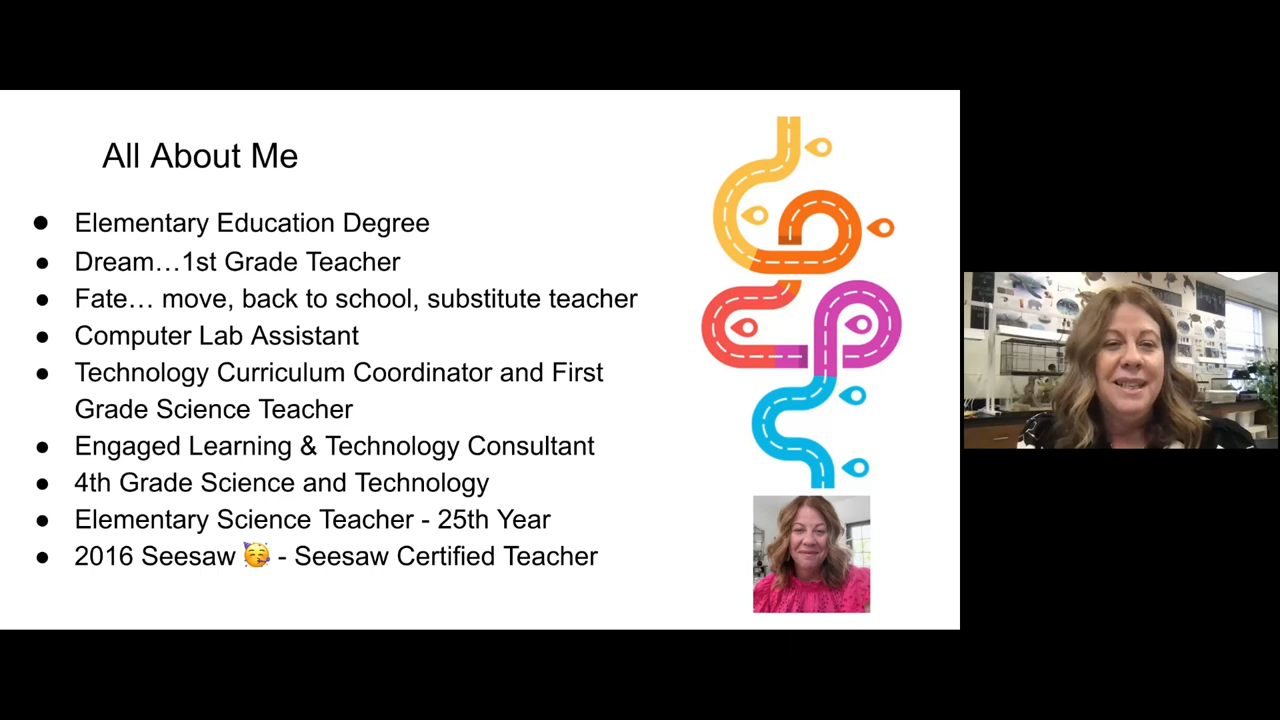 All About Me
● Elementary Education Degree
● Dream…1st Grade Teacher
● Fate… move, back to school, substitute teacher
● Computer Lab Assistant
● Technology Curriculum Coordinator and First
Grade Science Teacher
● Engaged Learning & Technology Consultant
● 4th Grade Science and Technology
● Elementary Science Teacher - 25th Year
● 2016 Seesaw 🥳 - Seesaw Certified Teacher